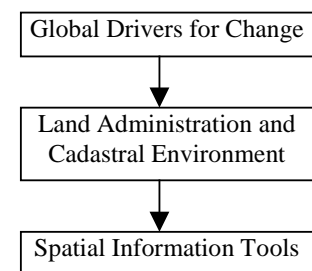 Global Drivers for Change
Land Administration and
Cadastral Environment
Spatial Information Tools